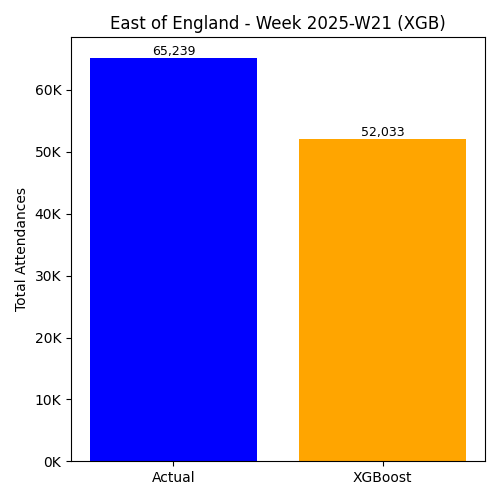 East of England - Week 2025-W21 (XGB)
65,239
52,033
Total Attendances
60K
50K
40K
30K
20K
10K
0K
Actual
XGBoost